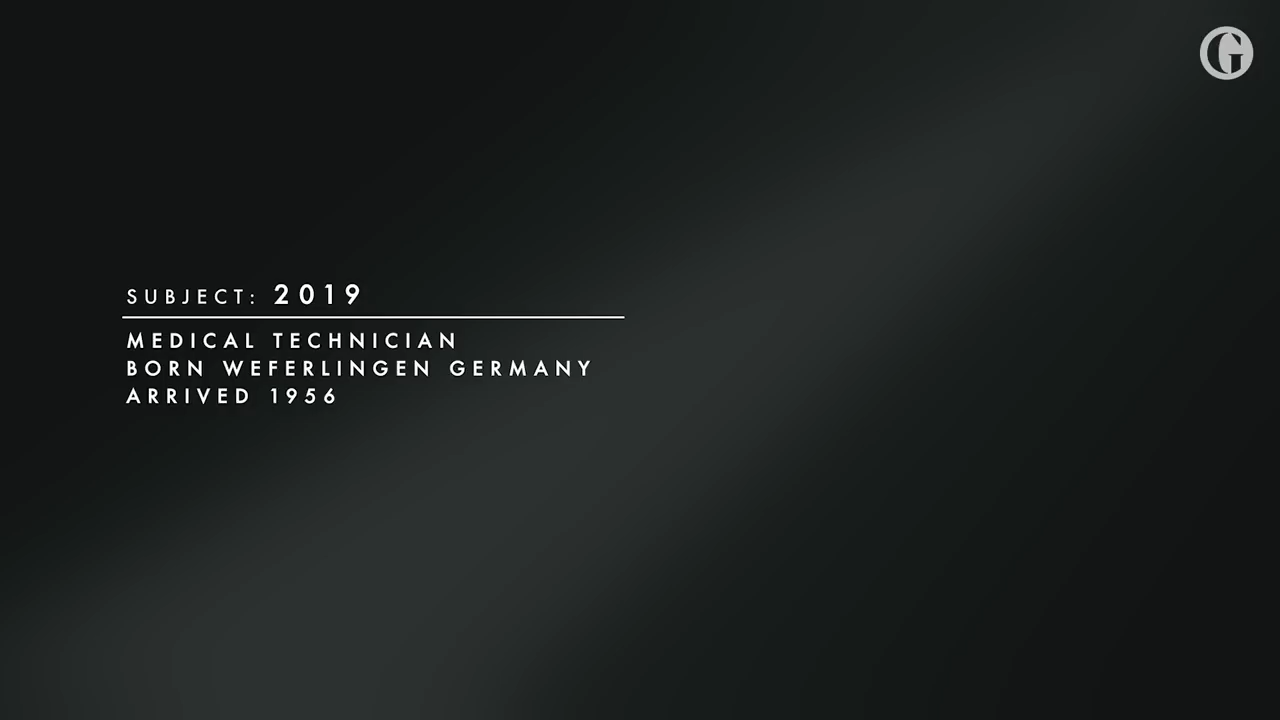 SUBJECT: 2019
MEDICAL TECHNICIAN
BORN WEFERLINGEN GERMANY
ARRIVED 1956
G